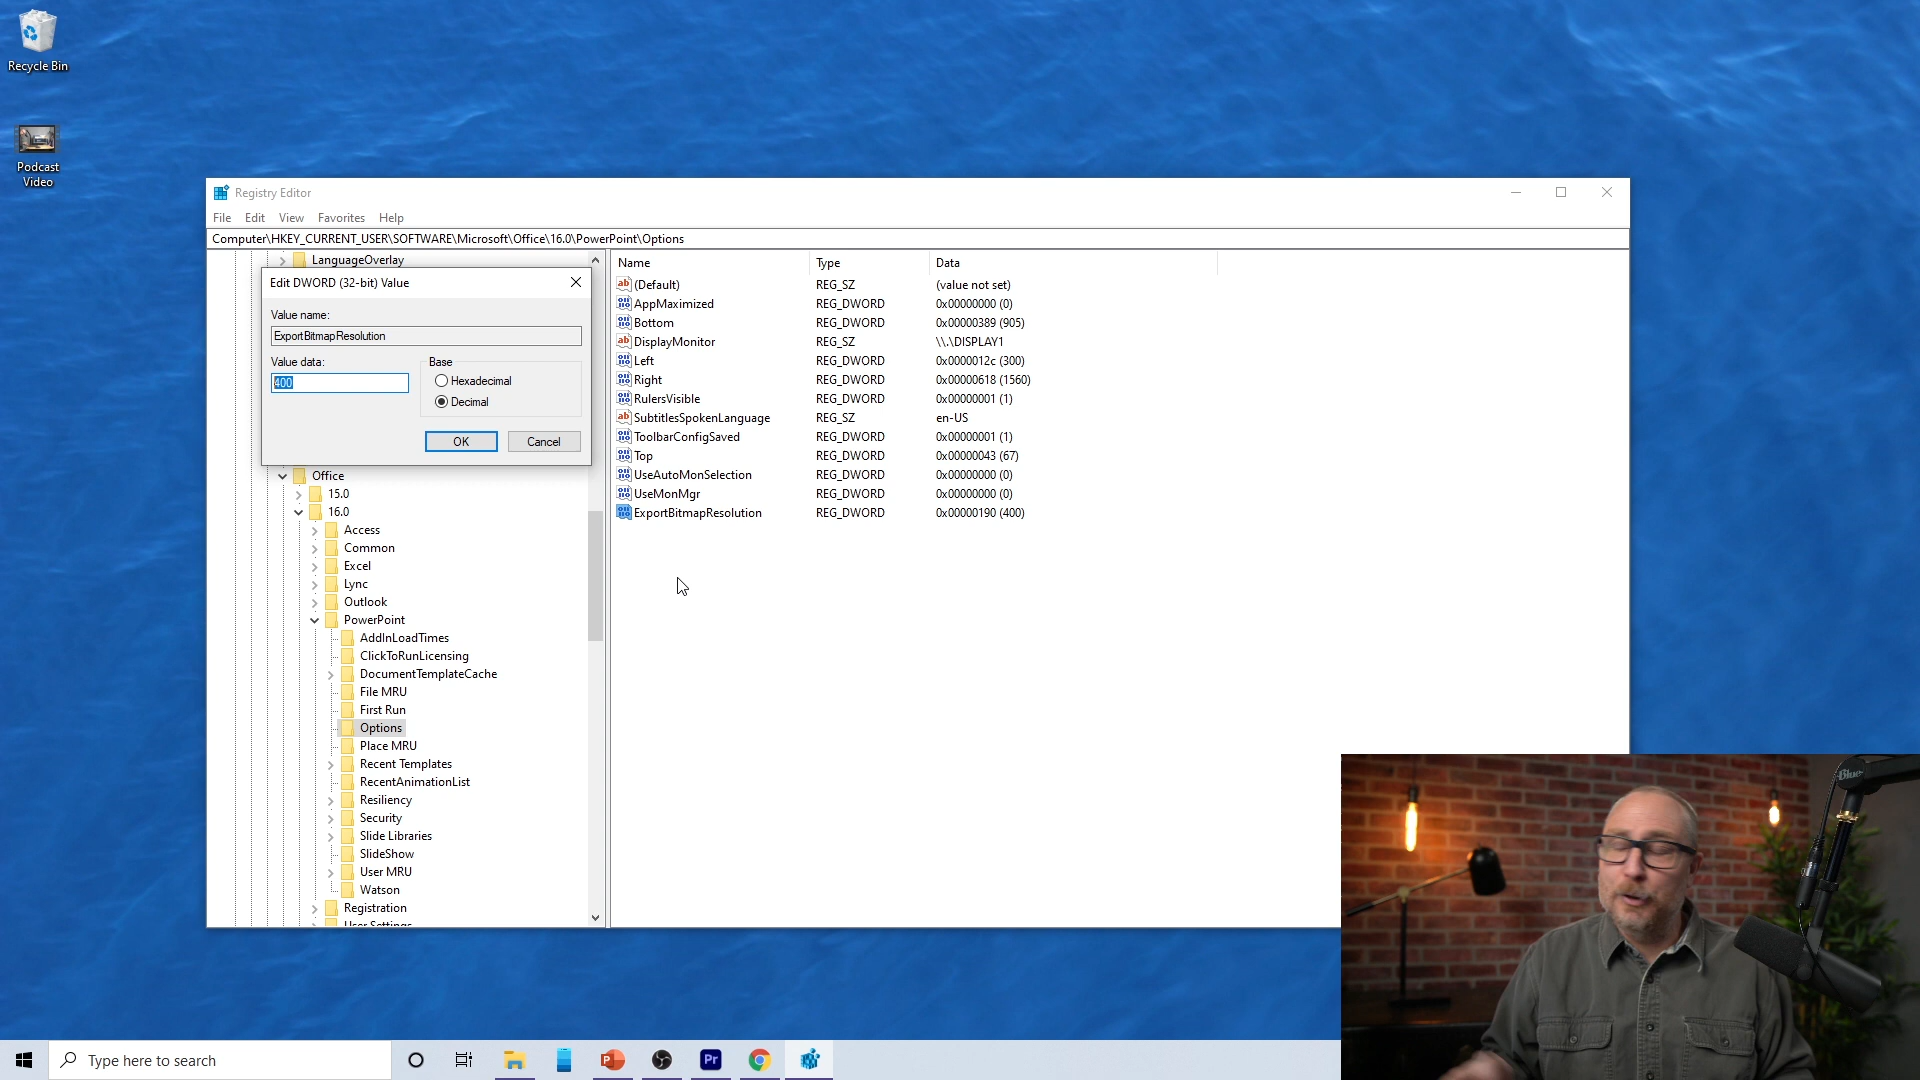 Recycle Bin
Podcast
Video
Registry Editor
File Edit View Favorites Help
Computer\HKEY_CURRENT_USER\SOFTWARE\Microsoft\Office\16.0\PowerPoint\Options
LanguageOverlay
Edit DWORD (32-bit) Value
Value name:
ExportBitmapResolution
Value data:
400
Base
Hexadecimal
Decimal
OK Cancel
Office
15.0
16.0
Access
Common
Excel
Lync
Outlook
PowerPoint
AddInLoadTimes
ClickToRunLicensing
DocumentTemplateCache
File MRU
First Run
Options
Place MRU
Recent Templates
RecentAnimationList
Resiliency
Security
Slide Libraries
SlideShow
User MRU
Watson
Registration
User Settings
Name Type Data
(Default) REG_SZ (value not set)
AppMaximized REG_DWORD 0x00000000 (0)
Bottom REG_DWORD 0x00000389 (905)
DisplayMonitor REG_SZ \\.\DISPLAY1
Left REG_DWORD 0x0000012c (300)
Right REG_DWORD 0x00000618 (1560)
RulersVisible REG_DWORD 0x00000001 (1)
SubtitlesSpokenLanguage REG_SZ en-US
ToolbarConfigSaved REG_DWORD 0x00000001 (1)
Top REG_DWORD 0x00000043 (67)
UseAutoMonSelection REG_DWORD 0x00000000 (0)
UseMonMgr REG_DWORD 0x00000000 (0)
ExportBitmapResolution REG_DWORD 0x00000190 (400)
Blue
Type here to search
P
Pr